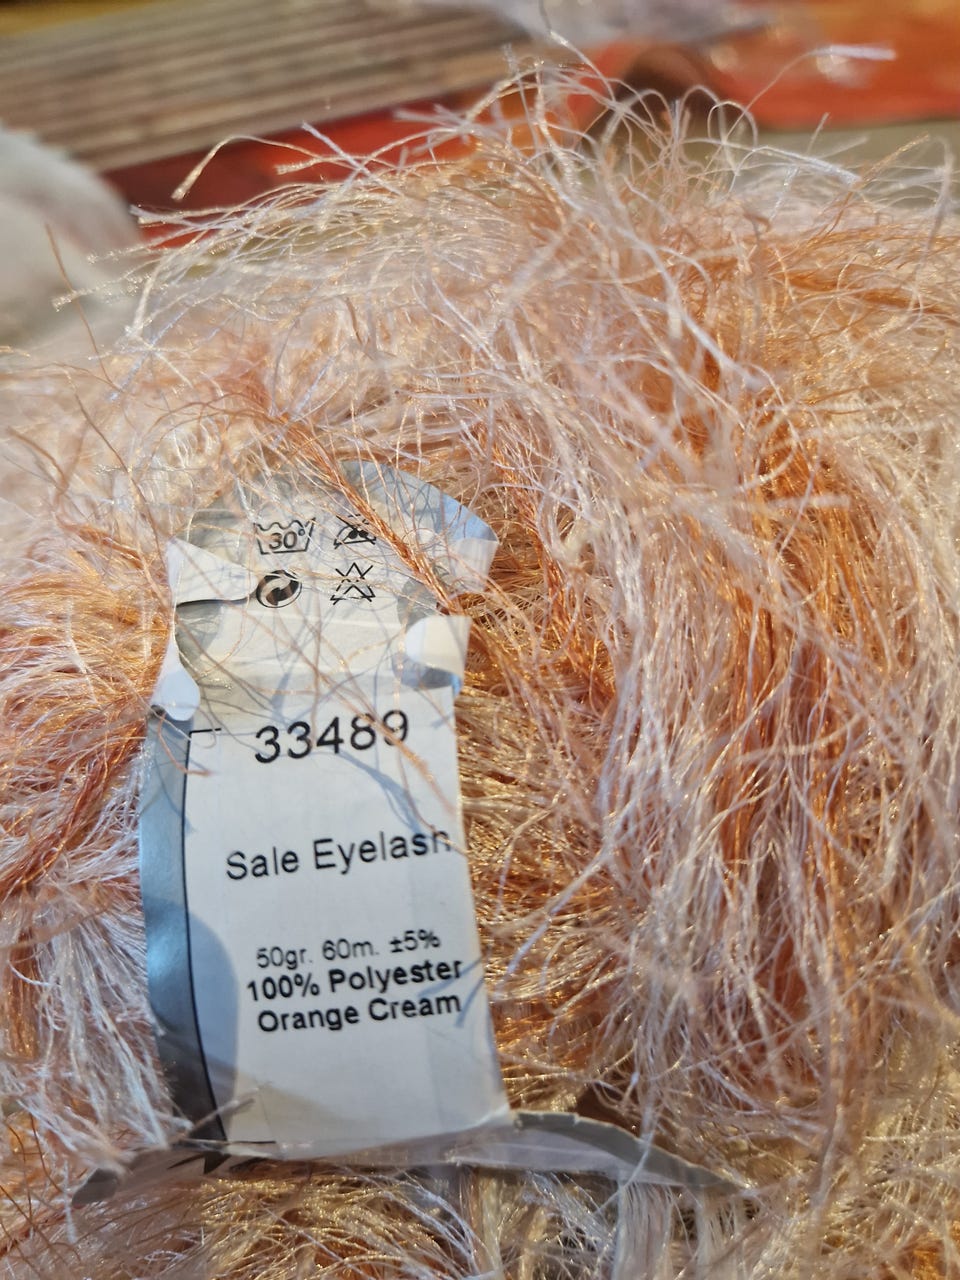 30°
33489
Sale Eyelash
50gr. 60m. ±5%
100% Polyester
Orange Cream